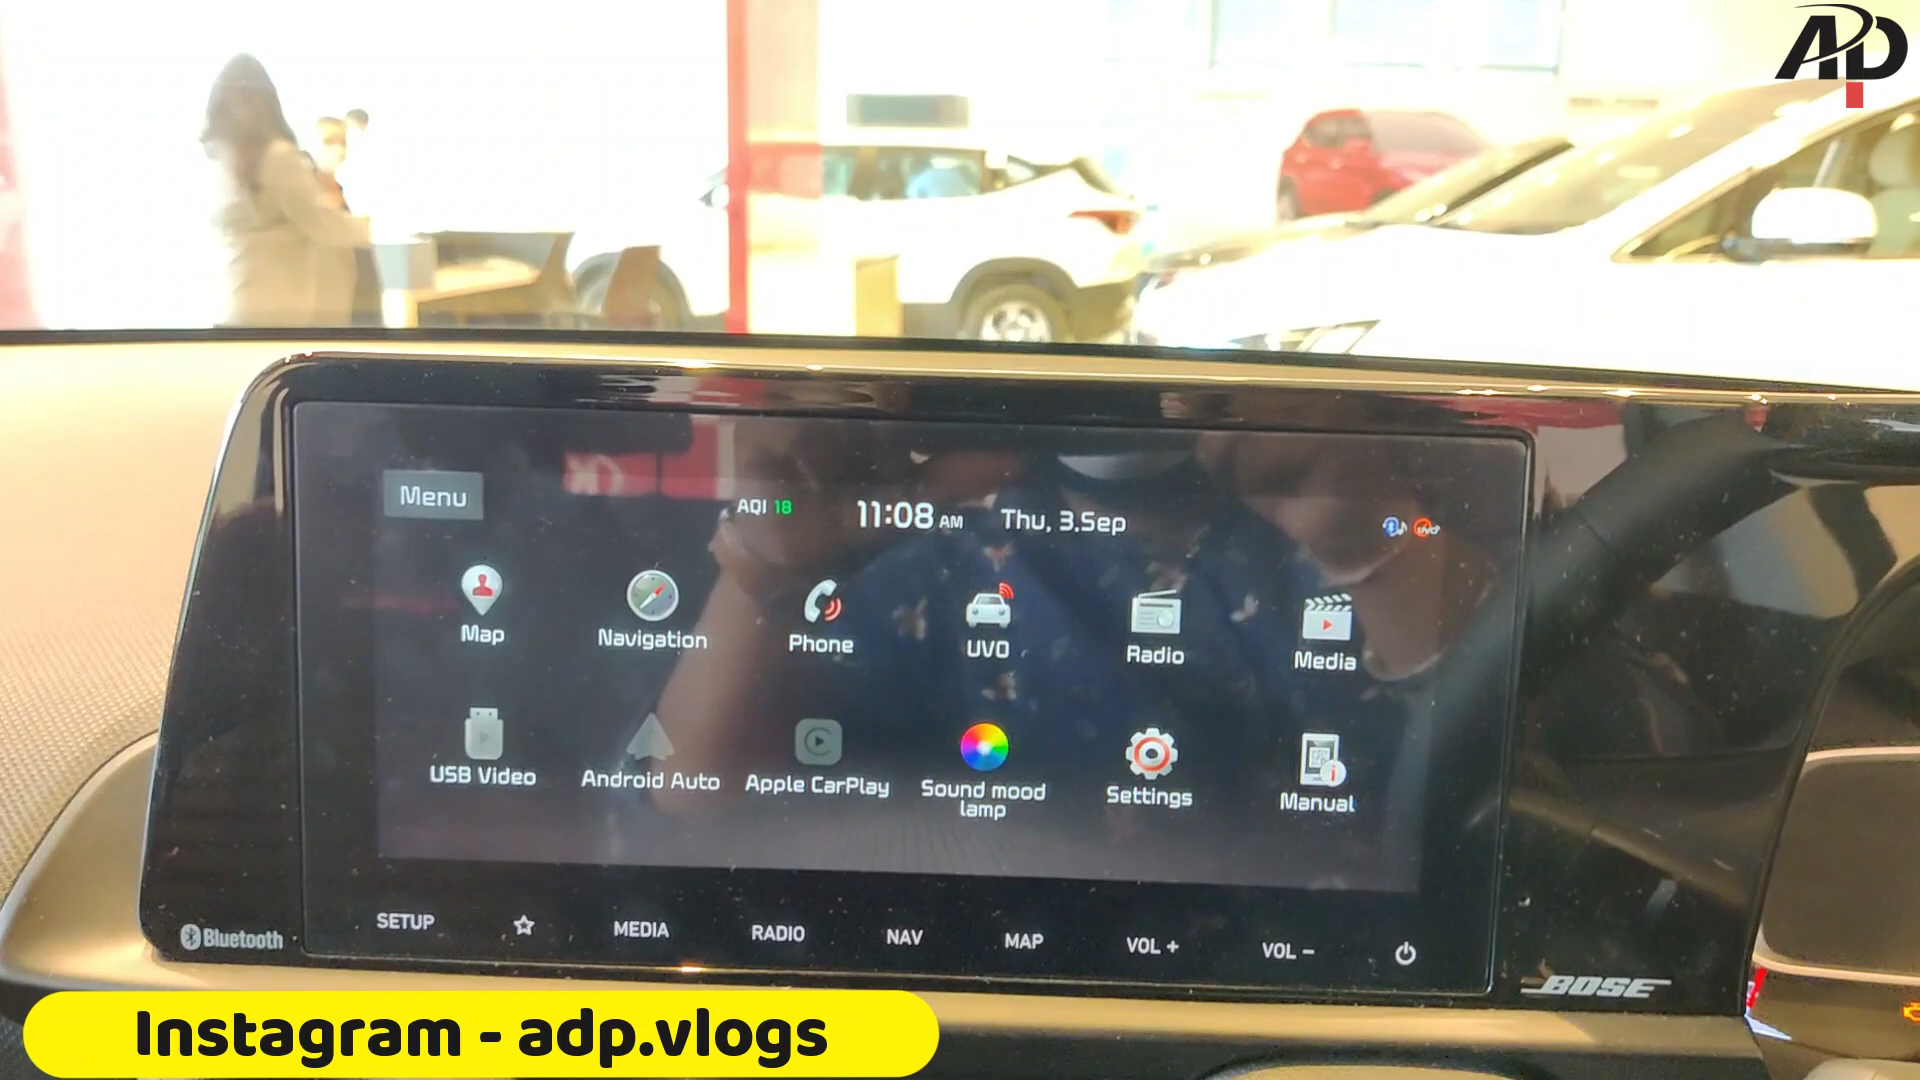 AP
Menu
AQI 18
11:08 AM
Thu, 3.Sep
UVO
Map
Navigation
Phone
UVO
Radio
Media
USB Video
Android Auto
Apple CarPlay
Sound mood
lamp
Settings
Manual
SETUP
MEDIA
RADIO
NAV
MAP
VOL +
VOL -
Bluetooth
BOSE
Instagram - adp.vlogs